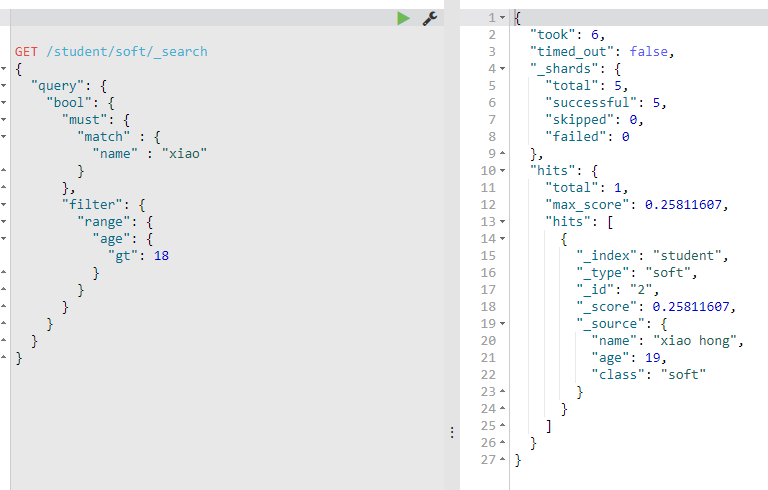 GET /student/soft/_search
{
  "query": {
    "bool": {
      "must": {
        "match" : {
          "name" : "xiao"
        }
      },
      "filter": {
        "range": {
          "age": {
            "gt": 18
          }
        }
      }
    }
  }
}
1 {
2   "took": 6,
3   "timed_out": false,
4   "_shards": {
5     "total": 5,
6     "successful": 5,
7     "skipped": 0,
8     "failed": 0
9   },
10   "hits": {
11     "total": 1,
12     "max_score": 0.25811607,
13     "hits": [
14       {
15         "_index": "student",
16         "_type": "soft",
17         "_id": "2",
18         "_score": 0.25811607,
19         "_source": {
20           "name": "xiao hong",
21           "age": 19,
22           "class": "soft"
23         }
24       }
25     ]
26   }
27 }